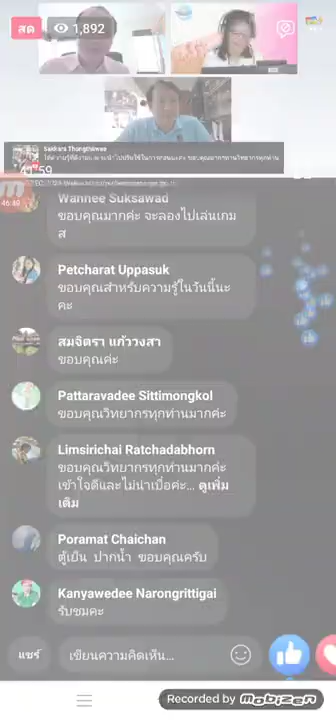 สด
1,892
Sakkara Thongthimwee
46:49
41:59
Wannee Suksawad
ขอบคุณมากค่ะ จะลองไปเล่นเกม
ส
Petcharat Uppasuk
ขอบคุณสำหรับความรู้ในวันนี้นะ
คะ
สมจิตรา แก้ววงสา
ขอบคุณค่ะ
Pattaravadee Sittimongkol
ขอบคุณวิทยากรทุกท่านมากค่ะ
Limsirichai Ratchadabhorn
ขอบคุณวิทยากรทุกท่านมากค่ะ
เข้าใจดีและไม่น่าเบื่อค่ะ... ดูเพิ่ม
เติม
Poramat Chaichan
ตู้เย็น ปากน้ำ ขอบคุณครับ
Kanyawedee Narongrittigai
รับชมคะ
แชร์
เขียนความคิดเห็น...
Recorded by Mobizen